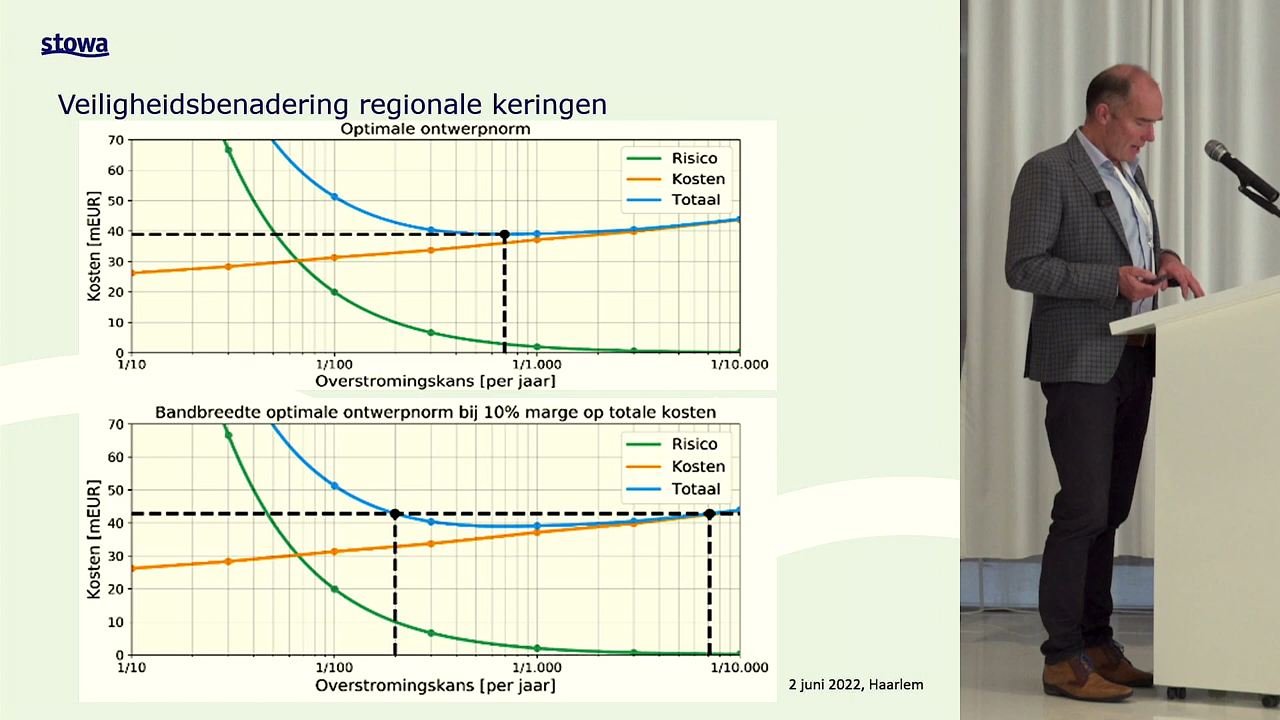 stowa
Veiligheidsbenadering regionale keringen
Optimale ontwerpnorm
70
60
50
40
30
20
10
0
Kosten [mEUR]
Risico
Kosten
Totaal
1/10
1/100
1/1.000
1/10.000
Overstromingskans [per jaar]
Bandbreedte optimale ontwerpnorm bij 10% marge op totale kosten
70
60
50
40
30
20
10
0
Kosten [mEUR]
Risico
Kosten
Totaal
1/10
1/100
1/1.000
1/10.000
Overstromingskans [per jaar]
2 juni 2022, Haarlem